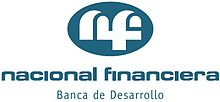 nf
nacional financiera
Banca de Desarrollo